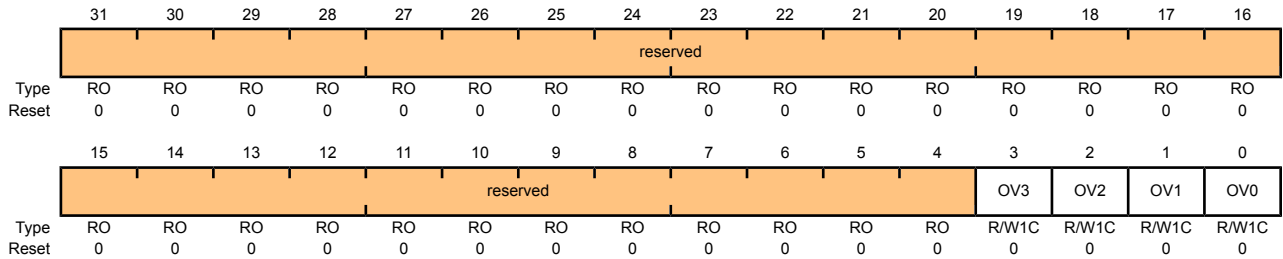 31 30 29 28 27 26 25 24 23 22 21 20 19 18 17 16
reserved
Type RO RO RO RO RO RO RO RO RO RO RO RO RO RO RO RO
Reset 0 0 0 0 0 0 0 0 0 0 0 0 0 0 0 0
15 14 13 12 11 10 9 8 7 6 5 4 3 2 1 0
reserved OV3 OV2 OV1 OV0
Type RO RO RO RO RO RO RO RO RO RO RO RO R/W1C R/W1C R/W1C R/W1C
Reset 0 0 0 0 0 0 0 0 0 0 0 0 0 0 0 0